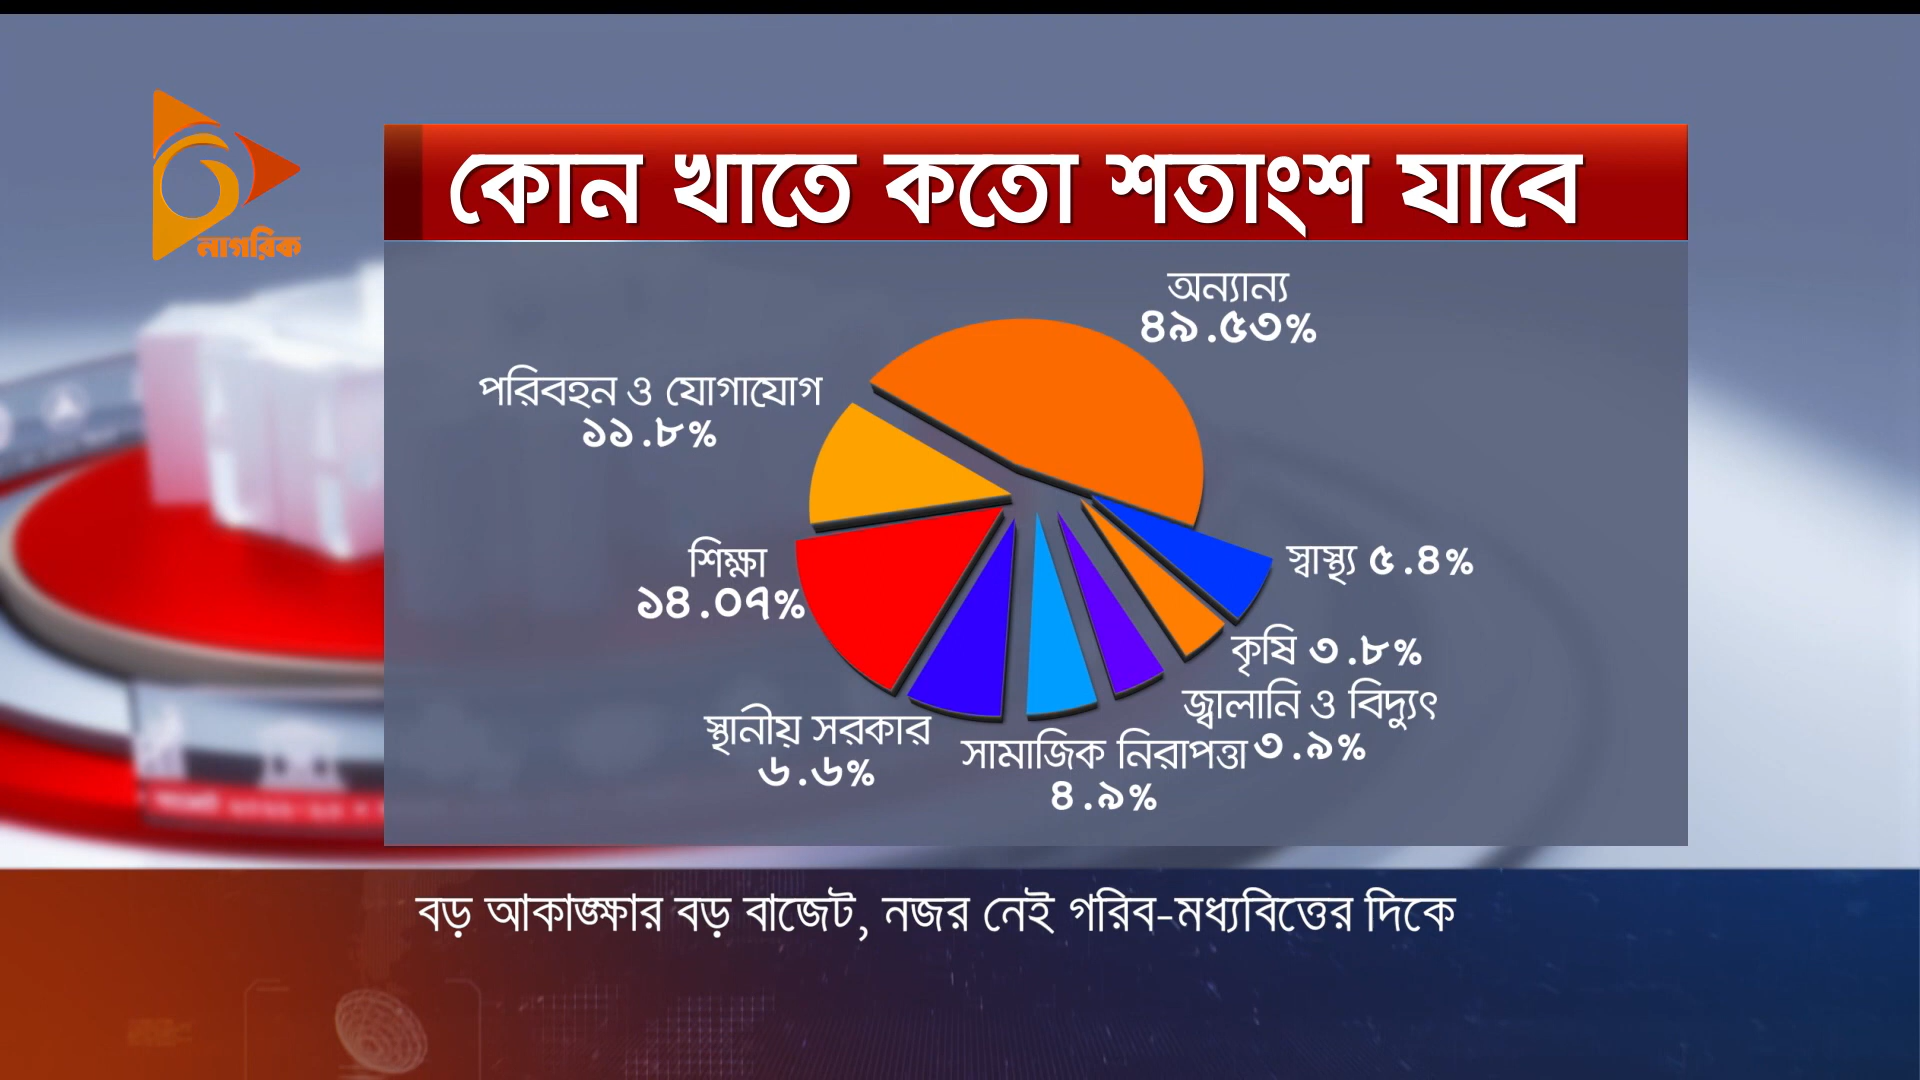 নাগরিক
কোন খাতে কতো শতাংশ যাবে
অন্যান্য
৪৯.৫৩%
পরিবহন ও যোগাযোগ
১১.৮%
শিক্ষা
১৪.০৭%
স্বাস্থ্য ৫.৪%
কৃষি ৩.৮%
জ্বালানি ও বিদ্যুৎ
৩.৯%
স্থানীয় সরকার
৬.৬%
সামাজিক নিরাপত্তা
৪.৯%
বড় আকাঙ্ক্ষার বড় বাজেট, নজর নেই গরিব-মধ্যবিত্তের দিকে